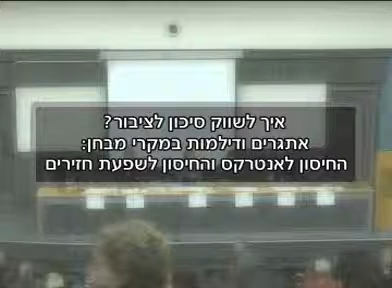 איך לשווק סיכון לציבור?
אתגרים ודילמות במקרי מבחן:
החיסון לאנטרקס והחיסון לשפעת חזירים